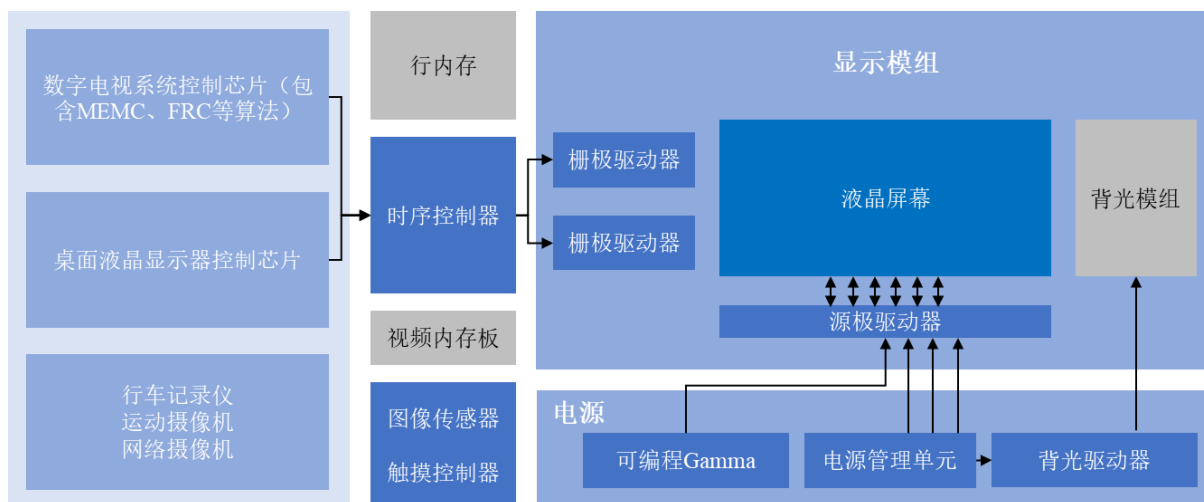 数字电视系统控制芯片（包
含MEMC、FRC等算法）
桌面液晶显示器控制芯片
行车记录仪
运动摄像机
网络摄像机
行内存
时序控制器
视频内存板
图像传感器
触摸控制器
显示模组
栅极驱动器
栅极驱动器
液晶屏幕
背光模组
源极驱动器
电源
可编程Gamma
电源管理单元
背光驱动器